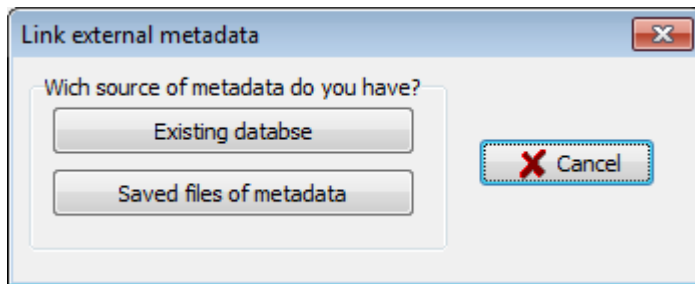 Link external metadata
Wich source of metadata do you have?
Existing databse
Saved files of metadata
Cancel